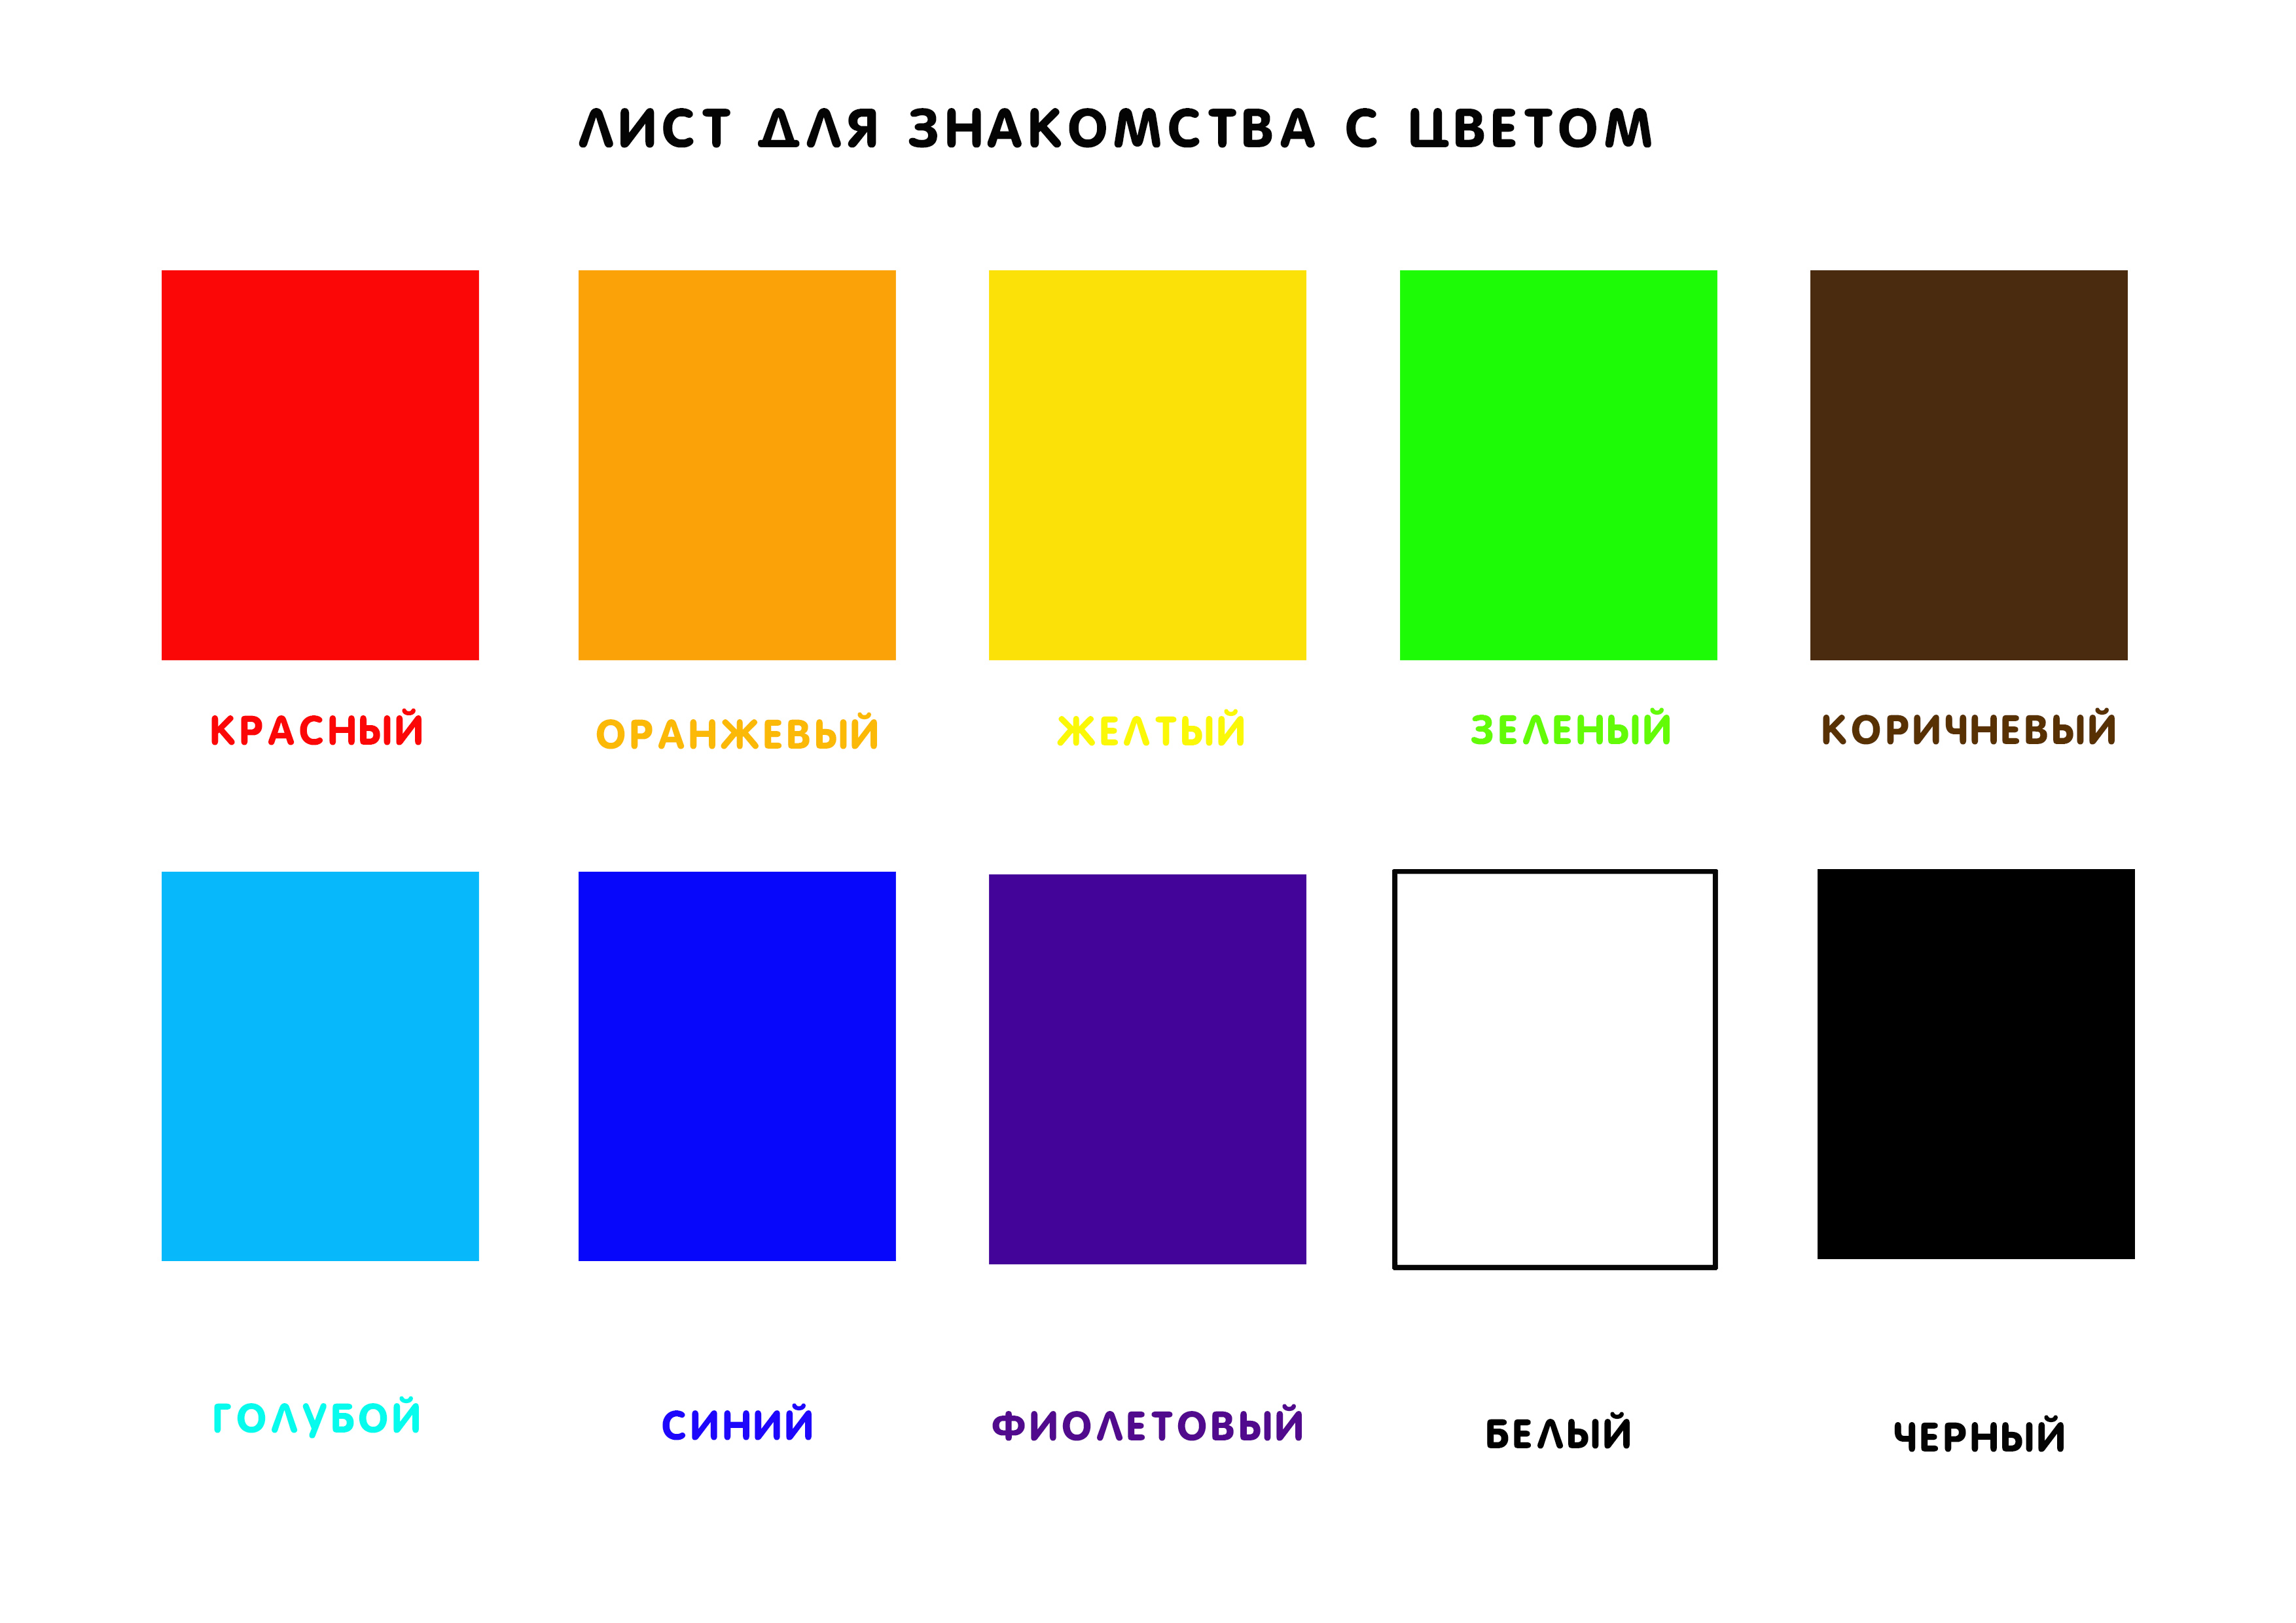 ЛИСТ ДЛЯ ЗНАКОМСТВА С ЦВЕТОМ
КРАСНЫЙ
ОРАНЖЕВЫЙ
ЖЕЛТЫЙ
ЗЕЛЕНЫЙ
КОРИЧНЕВЫЙ
ГОЛУБОЙ
СИНИЙ
ФИОЛЕТОВЫЙ
БЕЛЫЙ
ЧЕРНЫЙ